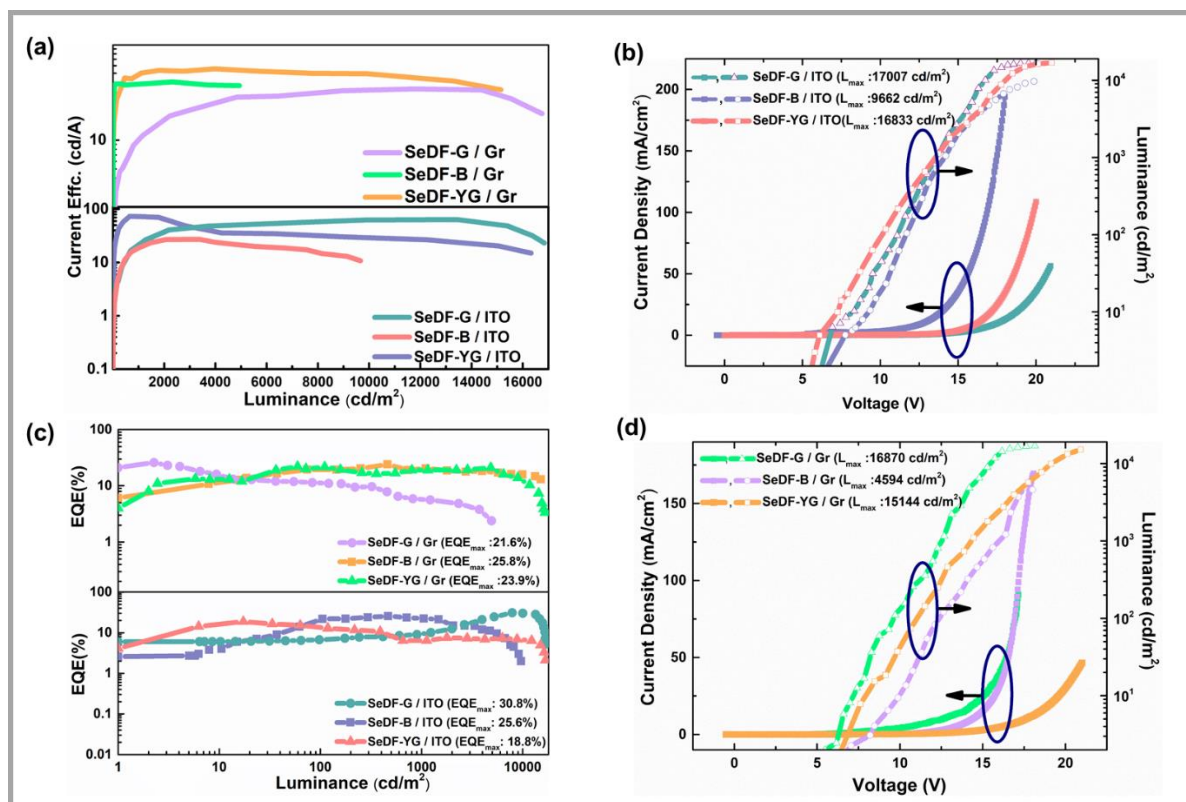 (a)
Current Effc. (cd/A)
10
SeDF-G / Gr
SeDF-B / Gr
SeDF-YG / Gr
100
10
1
0.1
SeDF-G / ITO
SeDF-B / ITO
SeDF-YG / ITO
2000 4000 6000 8000 10000 12000 14000 16000
Luminance (cd/m²)
(b)
SeDF-G / ITO (Lmax :17007 cd/m²)
SeDF-B / ITO (Lmax :9662 cd/m²)
SeDF-YG / ITO(Lmax :16833 cd/m²)
Current Density (mA/cm²)
200
150
100
50
0
0 5 10 15 20
Voltage (V)
10⁴
10³
10²
10¹
Luminance (cd/m²)
(c)
EQE(%)
100
10
1
SeDF-G / Gr (EQEmax :21.6%)
SeDF-B / Gr (EQEmax :25.8%)
SeDF-YG / Gr (EQEmax :23.9%)
EQE(%)
100
10
1
0.1
0.01
SeDF-G / ITO (EQEmax: 30.8%)
SeDF-B / ITO (EQEmax: 25.6%)
SeDF-YG / ITO (EQEmax: 18.8%)
1 10 100 1000 10000
Luminance (cd/m²)
(d)
SeDF-G / Gr (Lmax :16870 cd/m²)
SeDF-B / Gr (Lmax :4594 cd/m²)
SeDF-YG / Gr (Lmax :15144 cd/m²)
Current Density (mA/cm²)
150
100
50
0
0 5 10 15 20
Voltage (V)
10⁴
10³
10²
10¹
Luminance (cd/m²)